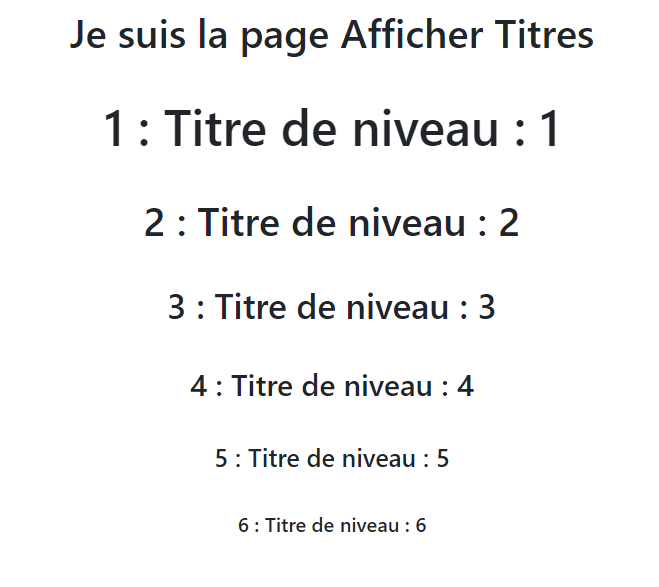 Je suis la page Afficher Titres
1 : Titre de niveau : 1
2 : Titre de niveau : 2
3 : Titre de niveau : 3
4 : Titre de niveau : 4
5 : Titre de niveau : 5
6 : Titre de niveau : 6